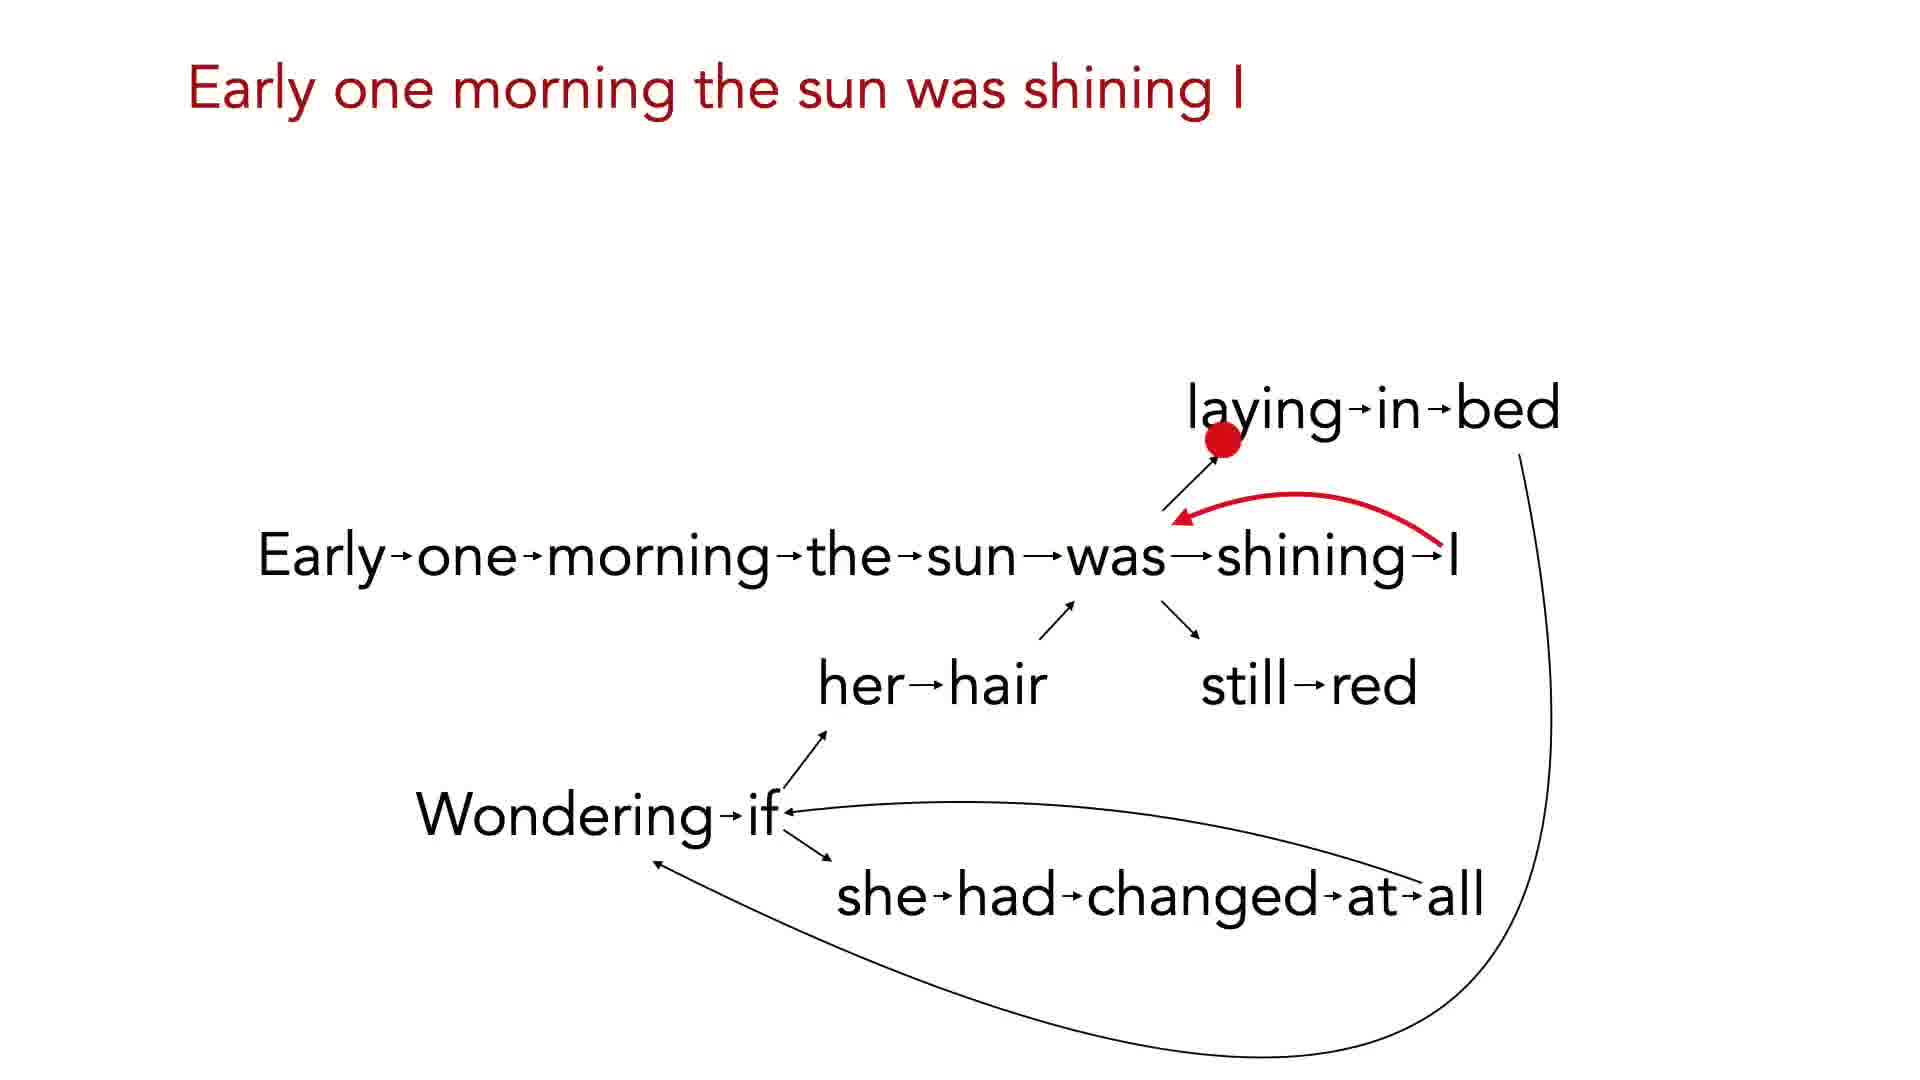 Early one morning the sun was shining I
laying in bed
Early one morning the sun was shining I
her hair still red
Wondering if
she had changed at all